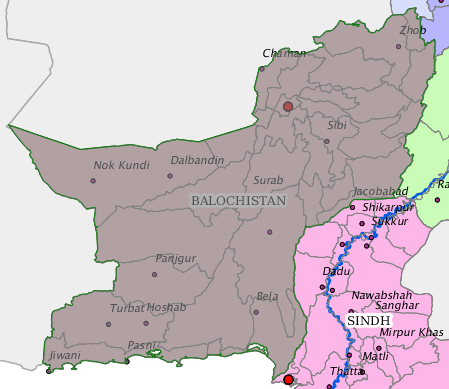 Zhob
Chaman
Sibi
Nok Kundi
Dalbandin
Surab
Jacobabad
BALOCHISTAN
Shikarpur
Sukkur
Panjgur
Dadu
Turbat Hoshab
Bela
Nawabshah
Sanghar
SINDH
Mirpur Khas
Pasni
Jiwani
Matli
Thatta